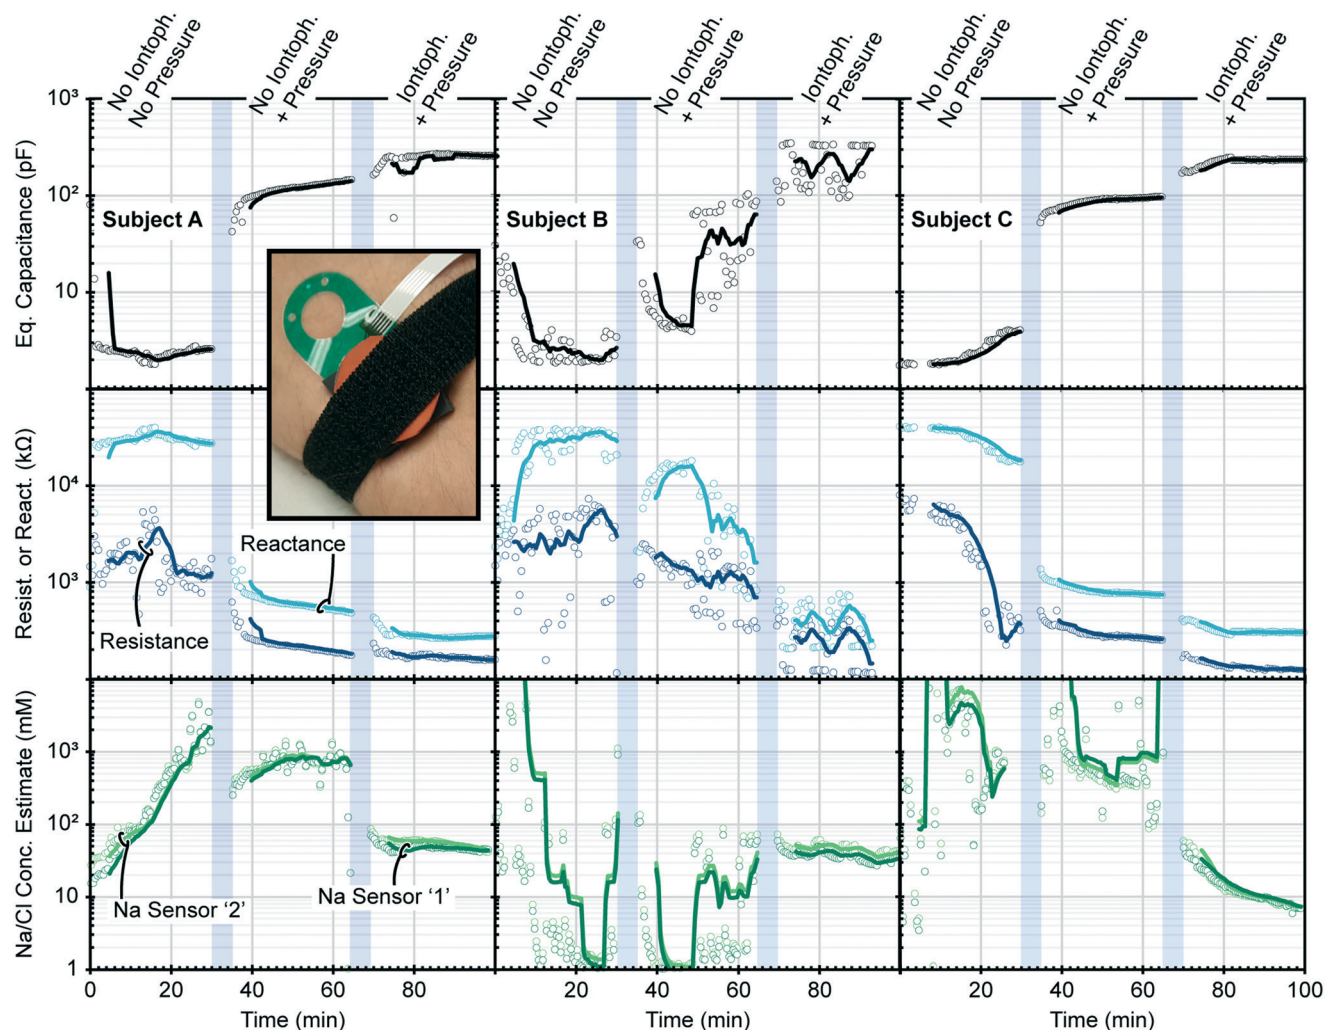 No Iontoph.
No Pressure
No Iontoph.
+ Pressure
Iontoph.
+ Pressure
No Iontoph.
No Pressure
No Iontoph.
+ Pressure
Iontoph.
+ Pressure
No Iontoph.
No Pressure
No Iontoph.
+ Pressure
Iontoph.
+ Pressure
Eq. Capacitance (pF)
10³
10²
10
Subject A
Subject B
Subject C
Resist. or React. (kΩ)
10⁴
10³
Reactance
Resistance
Na/Cl Conc. Estimate (mM)
10³
10²
10
1
Na Sensor ‘2’
Na Sensor ‘1’
0 20 40 60 80 20 40 60 80 20 40 60 80 100
Time (min) Time (min) Time (min)